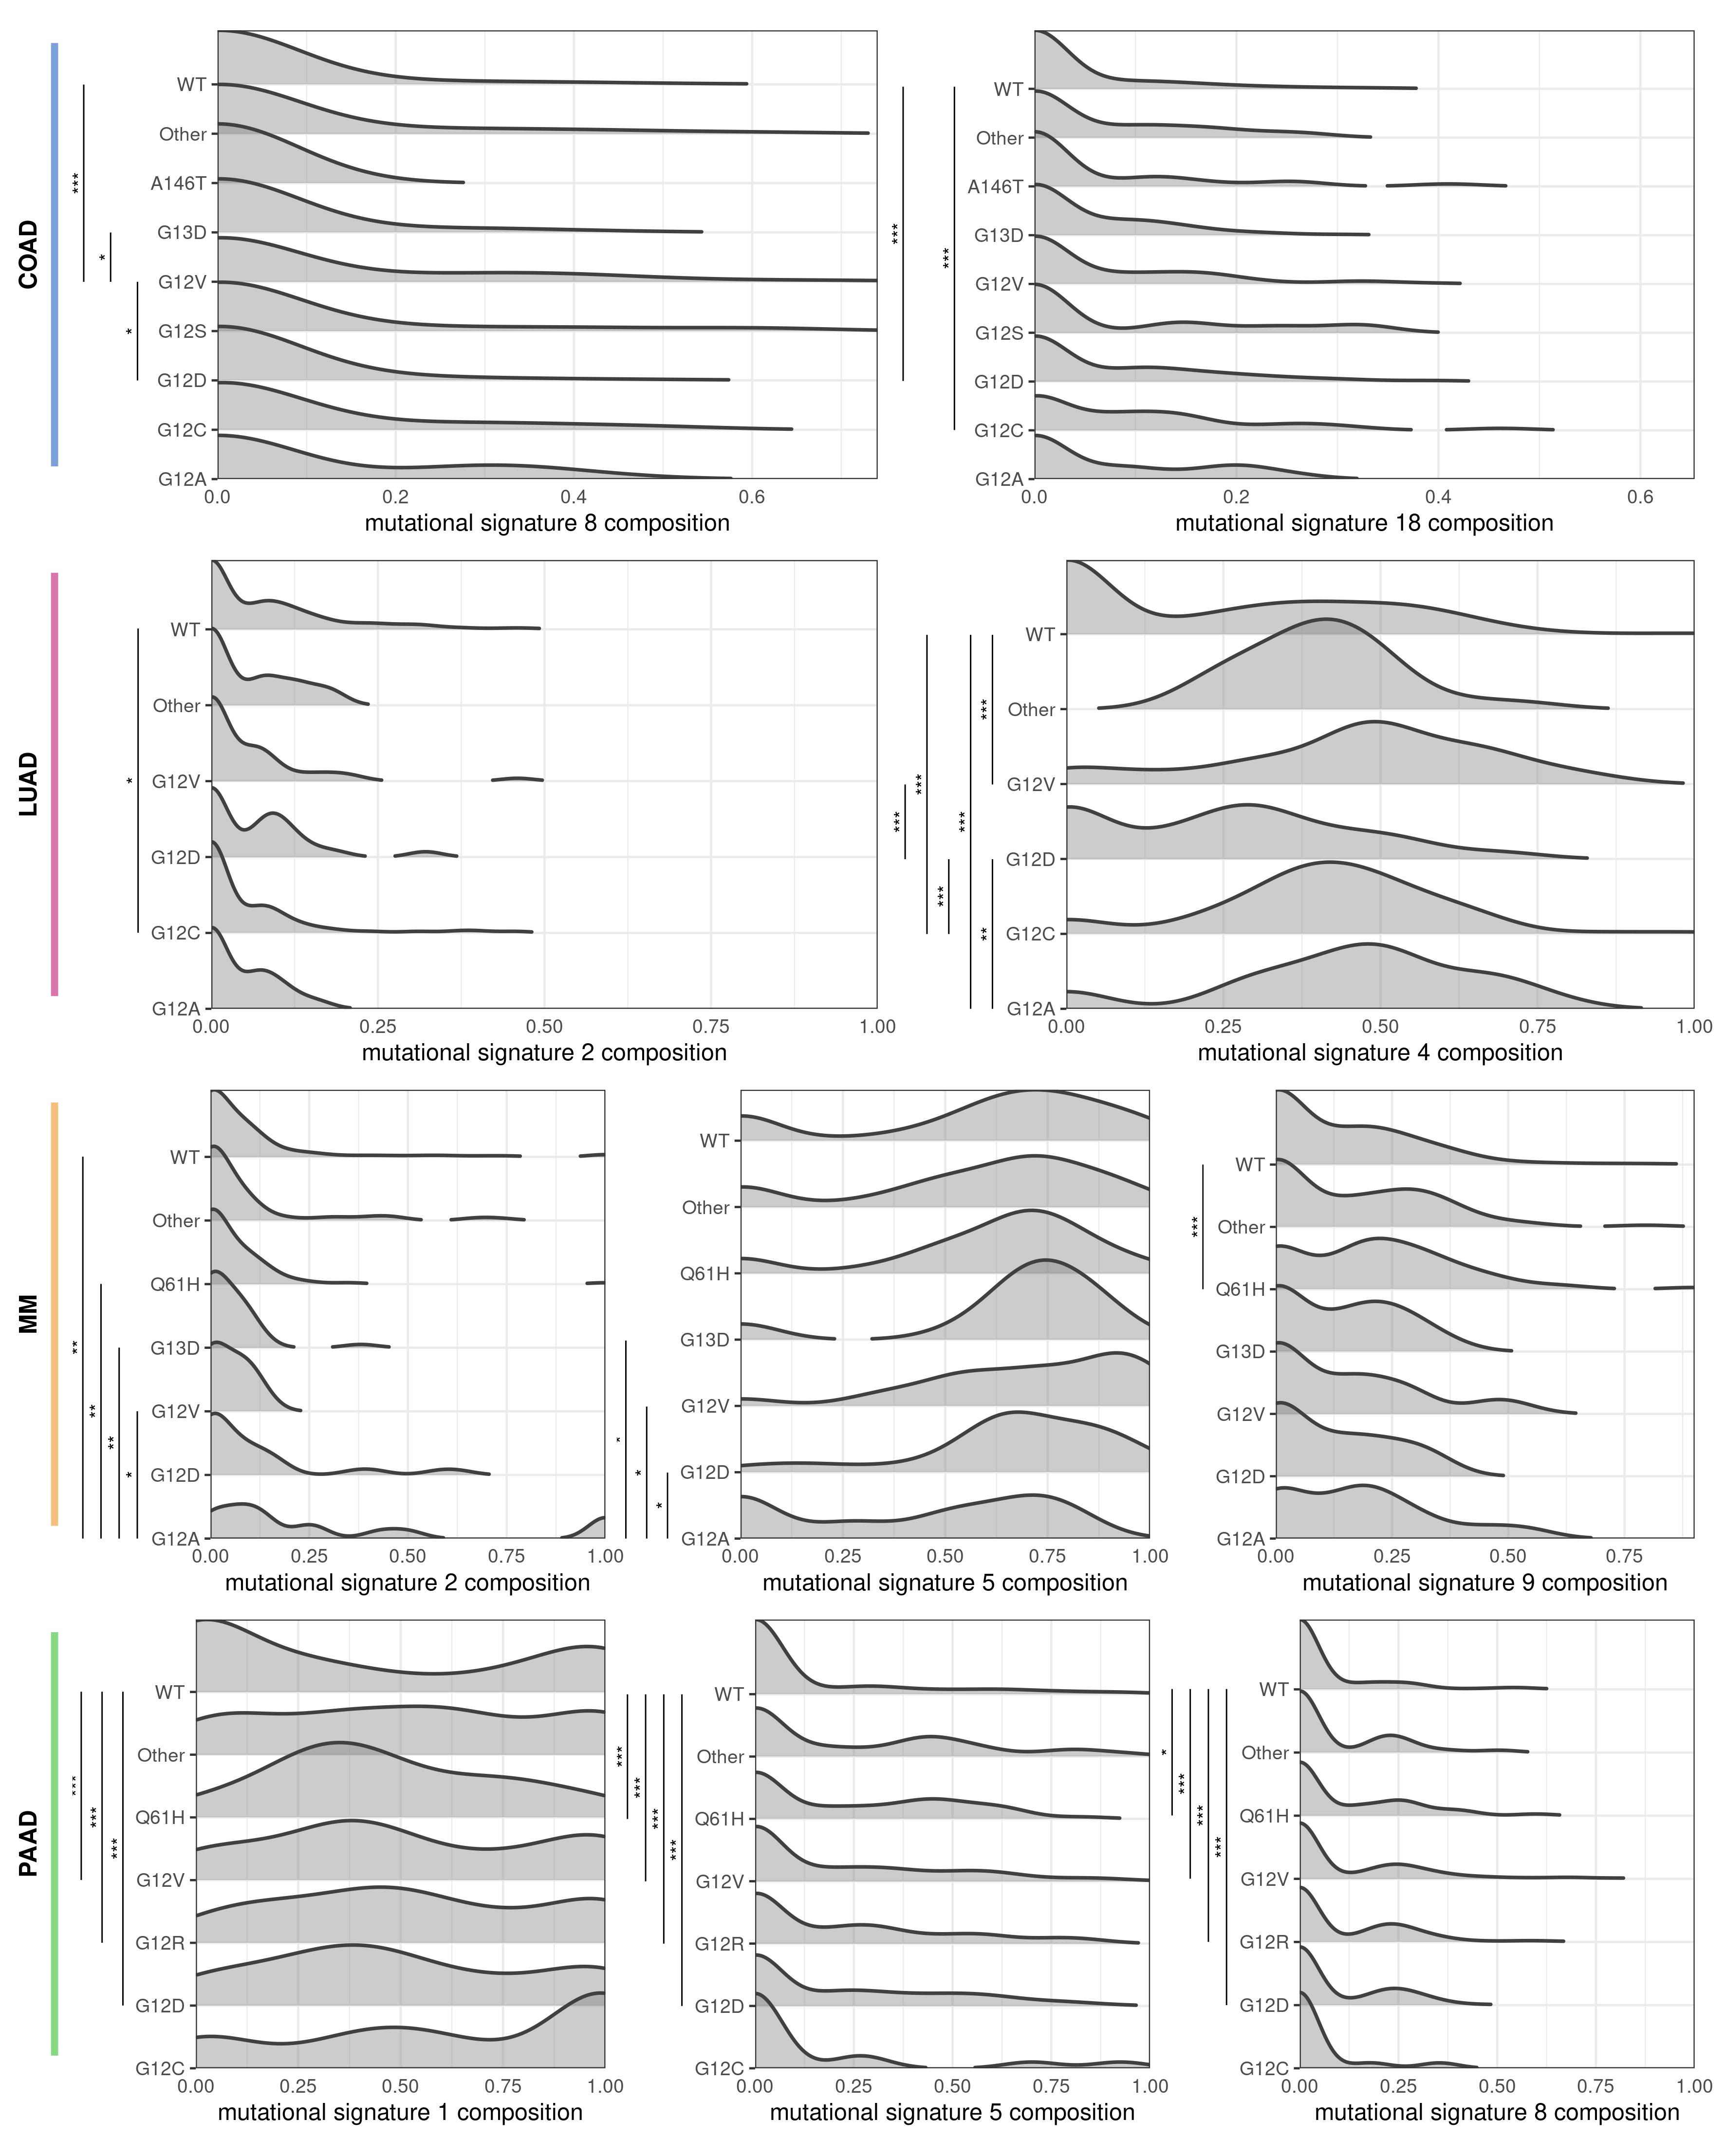 COAD
***
*
*
WT
Other
A146T
G13D
G12V
G12S
G12D
G12C
G12A
0.0 0.2 0.4 0.6
mutational signature 8 composition
***
***
WT
Other
A146T
G13D
G12V
G12S
G12D
G12C
G12A
0.0 0.2 0.4 0.6
mutational signature 18 composition
LUAD
*
WT
Other
G12V
G12D
G12C
G12A
0.00 0.25 0.50 0.75 1.00
mutational signature 2 composition
***
***
***
***
***
**
WT
Other
G12V
G12D
G12C
G12A
0.00 0.25 0.50 0.75 1.00
mutational signature 4 composition
MM
**
**
**
*
WT
Other
Q61H
G13D
G12V
G12D
G12A
0.00 0.25 0.50 0.75 1.00
mutational signature 2 composition
*
*
*
WT
Other
Q61H
G13D
G12V
G12D
G12A
0.00 0.25 0.50 0.75 1.00
mutational signature 5 composition
***
WT
Other
Q61H
G13D
G12V
G12D
G12A
0.00 0.25 0.50 0.75
mutational signature 9 composition
PAAD
***
***
***
WT
Other
Q61H
G12V
G12R
G12D
G12C
0.00 0.25 0.50 0.75 1.00
mutational signature 1 composition
***
***
***
***
WT
Other
Q61H
G12V
G12R
G12D
G12C
0.00 0.25 0.50 0.75 1.00
mutational signature 5 composition
*
***
***
***
WT
Other
Q61H
G12V
G12R
G12D
G12C
0.00 0.25 0.50 0.75 1.00
mutational signature 8 composition